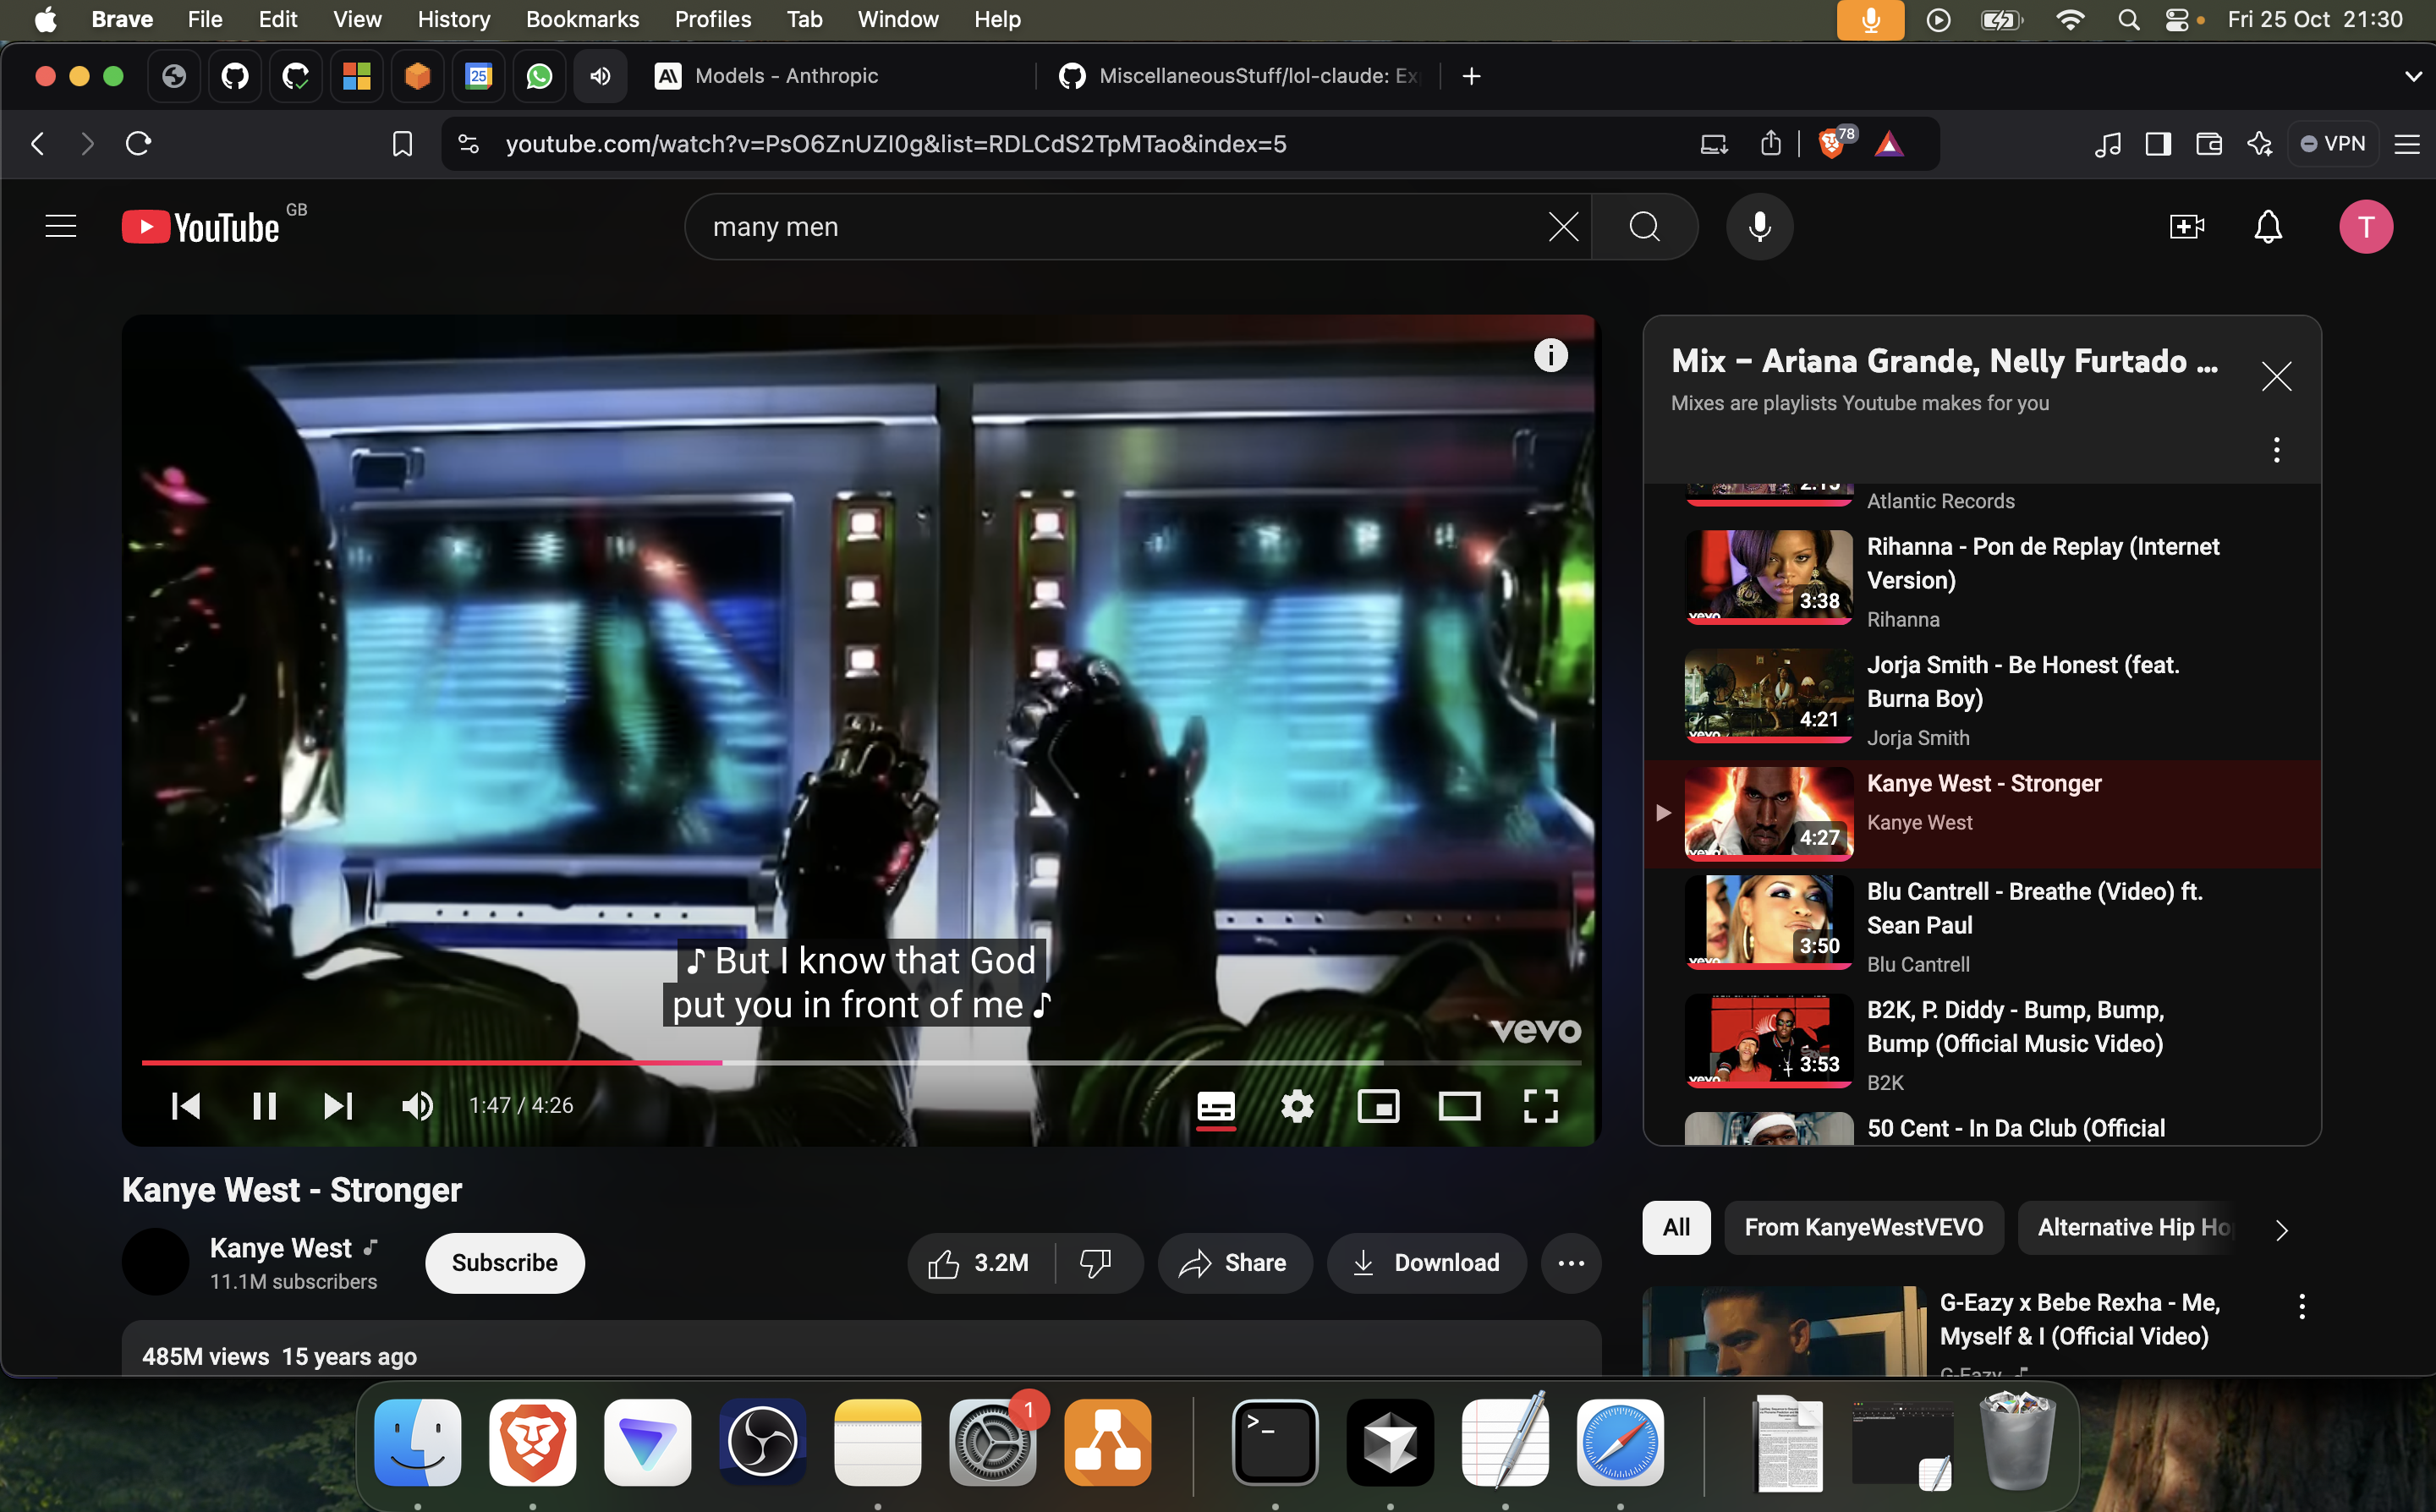 Brave File Edit View History Bookmarks Profiles Tab Window Help
Fri 25 Oct 21:30
25
Models - Anthropic
MiscellaneousStuff/lol-claude: Ex
youtube.com/watch?v=PsO6ZnUZI0g&list=RDLCdS2TpMTao&index=5
78
VPN
YouTube GB
many men
T
♪ But I know that God
put you in front of me ♪
vevo
1:47 / 4:26
Mix – Ariana Grande, Nelly Furtado ...
Mixes are playlists Youtube makes for you
2:15
Atlantic Records
Rihanna - Pon de Replay (Internet
Version)
3:38
vevo
Rihanna
Jorja Smith - Be Honest (feat.
Burna Boy)
4:21
vevo
Jorja Smith
Kanye West - Stronger
Kanye West
4:27
vevo
Blu Cantrell - Breathe (Video) ft.
Sean Paul
3:50
vevo
Blu Cantrell
B2K, P. Diddy - Bump, Bump,
Bump (Official Music Video)
3:53
vevo
B2K
50 Cent - In Da Club (Official
Kanye West - Stronger
Kanye West
11.1M subscribers
Subscribe
3.2M
Share
Download
485M views 15 years ago
All
From KanyeWestVEVO
Alternative Hip Ho
G-Eazy x Bebe Rexha - Me,
Myself & I (Official Video)
G-Eazy
1
>_